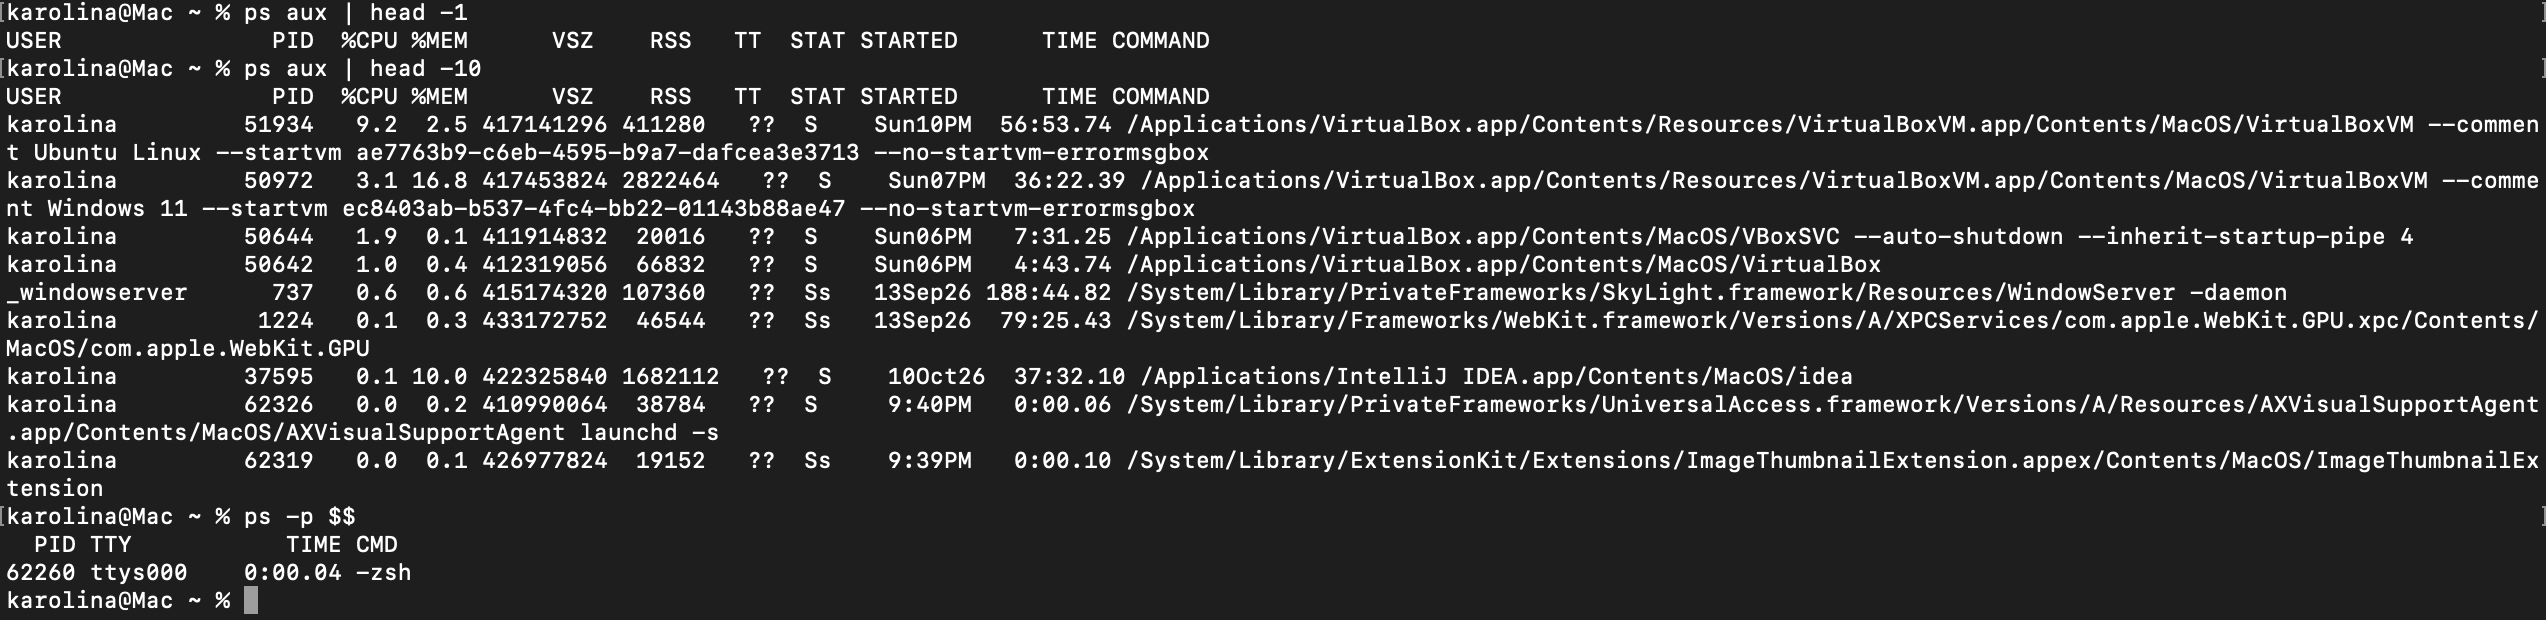 [karolina@Mac ~ % ps aux | head -1 ]
USER               PID  %CPU %MEM      VSZ    RSS   TT  STAT STARTED      TIME COMMAND
[karolina@Mac ~ % ps aux | head -10 ]
USER               PID  %CPU %MEM      VSZ    RSS   TT  STAT STARTED      TIME COMMAND
karolina         51934   9.2  2.5 417141296 411280   ??  S    Sun10PM  56:53.74 /Applications/VirtualBox.app/Contents/Resources/VirtualBoxVM.app/Contents/MacOS/VirtualBoxVM --commen
t Ubuntu Linux --startvm ae7763b9-c6eb-4595-b9a7-dafcea3e3713 --no-startvm-errormsgbox
karolina         50972   3.1 16.8 417453824 2822464   ??  S    Sun07PM  36:22.39 /Applications/VirtualBox.app/Contents/Resources/VirtualBoxVM.app/Contents/MacOS/VirtualBoxVM --comme
nt Windows 11 --startvm ec8403ab-b537-4fc4-bb22-01143b88ae47 --no-startvm-errormsgbox
karolina         50644   1.9  0.1 411914832  20016   ??  S    Sun06PM   7:31.25 /Applications/VirtualBox.app/Contents/MacOS/VBoxSVC --auto-shutdown --inherit-startup-pipe 4
karolina         50642   1.0  0.4 412319056  66832   ??  S    Sun06PM   4:43.74 /Applications/VirtualBox.app/Contents/MacOS/VirtualBox
_windowserver      737   0.6  0.6 415174320 107360   ??  Ss   13Sep26 188:44.82 /System/Library/PrivateFrameworks/SkyLight.framework/Resources/WindowServer -daemon
karolina          1224   0.1  0.3 433172752  46544   ??  Ss   13Sep26  79:25.43 /System/Library/Frameworks/WebKit.framework/Versions/A/XPCServices/com.apple.WebKit.GPU.xpc/Contents/
MacOS/com.apple.WebKit.GPU
karolina         37595   0.1 10.0 422325840 1682112   ??  S    10Oct26  37:32.10 /Applications/IntelliJ IDEA.app/Contents/MacOS/idea
karolina         62326   0.0  0.2 410990064  38784   ??  S     9:40PM   0:00.06 /System/Library/PrivateFrameworks/UniversalAccess.framework/Versions/A/Resources/AXVisualSupportAgent
.app/Contents/MacOS/AXVisualSupportAgent launchd -s
karolina         62319   0.0  0.1 426977824  19152   ??  Ss    9:39PM   0:00.10 /System/Library/ExtensionKit/Extensions/ImageThumbnailExtension.appex/Contents/MacOS/ImageThumbnailEx
tension
[karolina@Mac ~ % ps -p $$ ]
  PID TTY           TIME CMD
62260 ttys000    0:00.04 -zsh
karolina@Mac ~ %